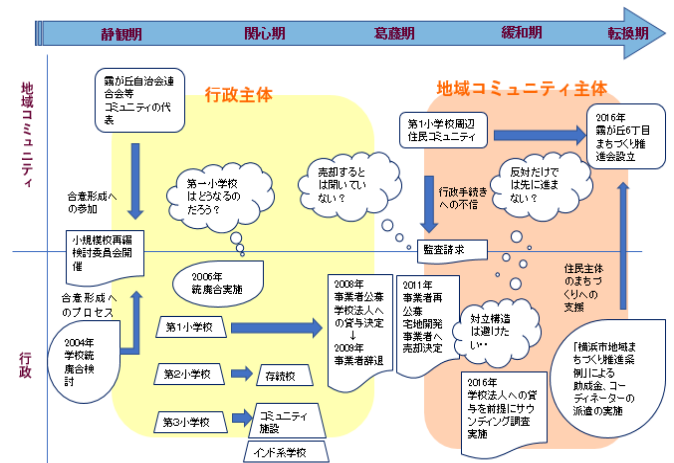 静観期
関心期
葛藤期
緩和期
転換期
地域コミュニティ
行政
行政主体
地域コミュニティ主体
霧が丘自治会連
合会等
コミュニティの代
表
合意形成へ
の参加
小規模校再編
検討委員会開
催
合意形成へ
のプロセス
2004年
学校統
廃合検
討
第一小学校
はどうなるの
だろう？
2006年
統廃合実施
第1小学校
第2小学校
存続校
第3小学校
コミュニティ
施設
インド系学校
売却すると
は聞いてい
ない？
2008年
事業者公募
学校法人へ
の貸与決定
↓
2009年
事業者辞退
第1小学校周辺
住民コミュニティ
行政手続き
への不信
監査請求
2011年
事業者再
公募
宅地開発
事業者へ
売却決定
反対だけで
は先に進ま
ない？
対立構造
は避けた
い・・
2016年
学校法人への貸
与を前提にサウ
ンディング調査
実施
2016年
霧が丘6丁目
まちづくり推
進会設立
住民主体
のまちづ
くりへの
支援
「横浜市地域ま
ちづくり推進条
例」による
助成金、コー
ディネーターの
派遣の実施